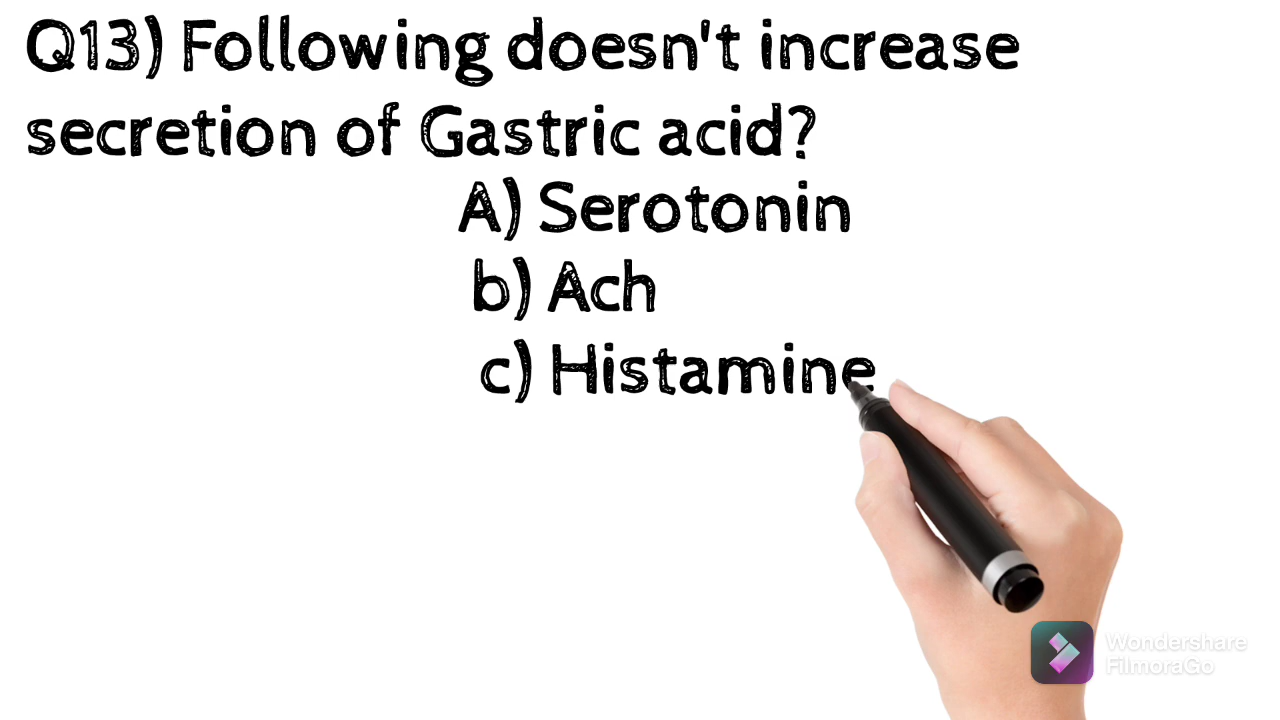 Q13) Following doesn't increase
secretion of Gastric acid?
A) Serotonin
b) Ach
c) Histamine
Wondershare
FilmoraGo